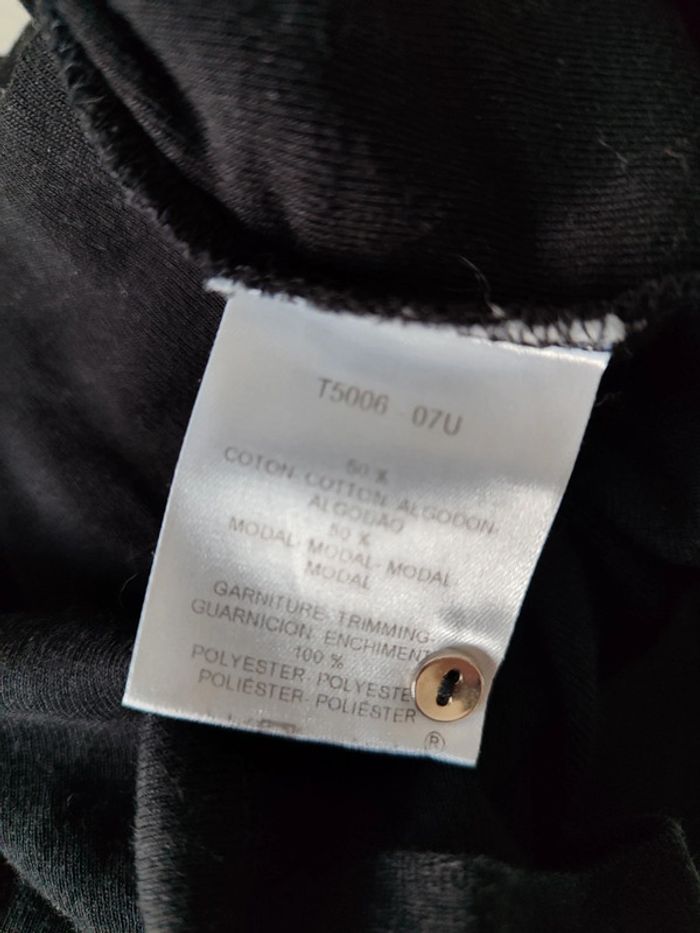 T5006 07U
50 %
COTON- COTTON- ALGODON-
ALGODAO
50 %
MODAL- MODAL- MODAL-
MODAL
GARNITURE- TRIMMING-
GUARNICION- ENCHIMENT
100 %
POLYESTER- POLYESTE
POLIÉSTER- POLIÉSTER
®